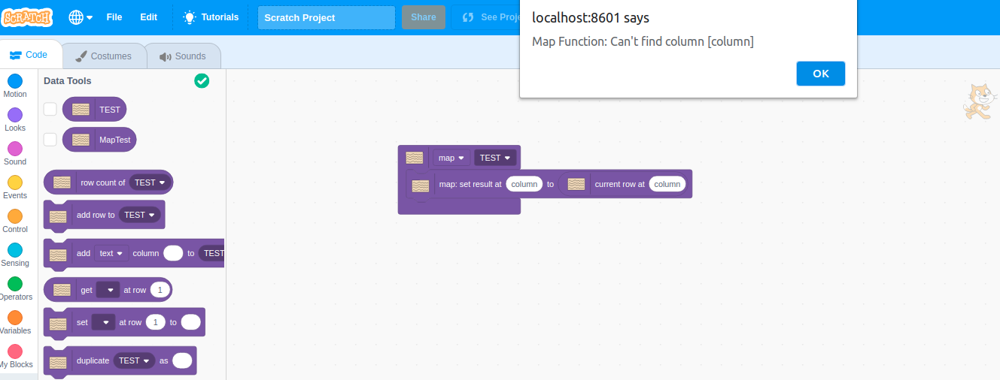 SCRATCH
File
Edit
Tutorials
Scratch Project
Share
See Proje
localhost:8601 says
Map Function: Can't find column [column]
OK
Code
Costumes
Sounds
Motion
Looks
Sound
Events
Control
Sensing
Operators
Variables
My Blocks
Data Tools
TEST
MapTest
row count of TEST
add row to TEST
add text column to TEST
get at row 1
set at row 1 to
duplicate TEST as
map TEST
map: set result at column to current row at column